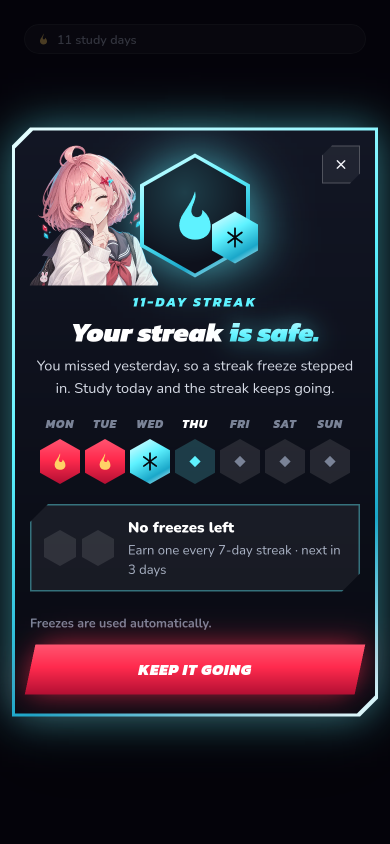 11 study days
11-DAY STREAK
Your streak is safe.
You missed yesterday, so a streak freeze stepped
in. Study today and the streak keeps going.
MON TUE WED THU FRI SAT SUN
No freezes left
Earn one every 7-day streak · next in
3 days
Freezes are used automatically.
KEEP IT GOING